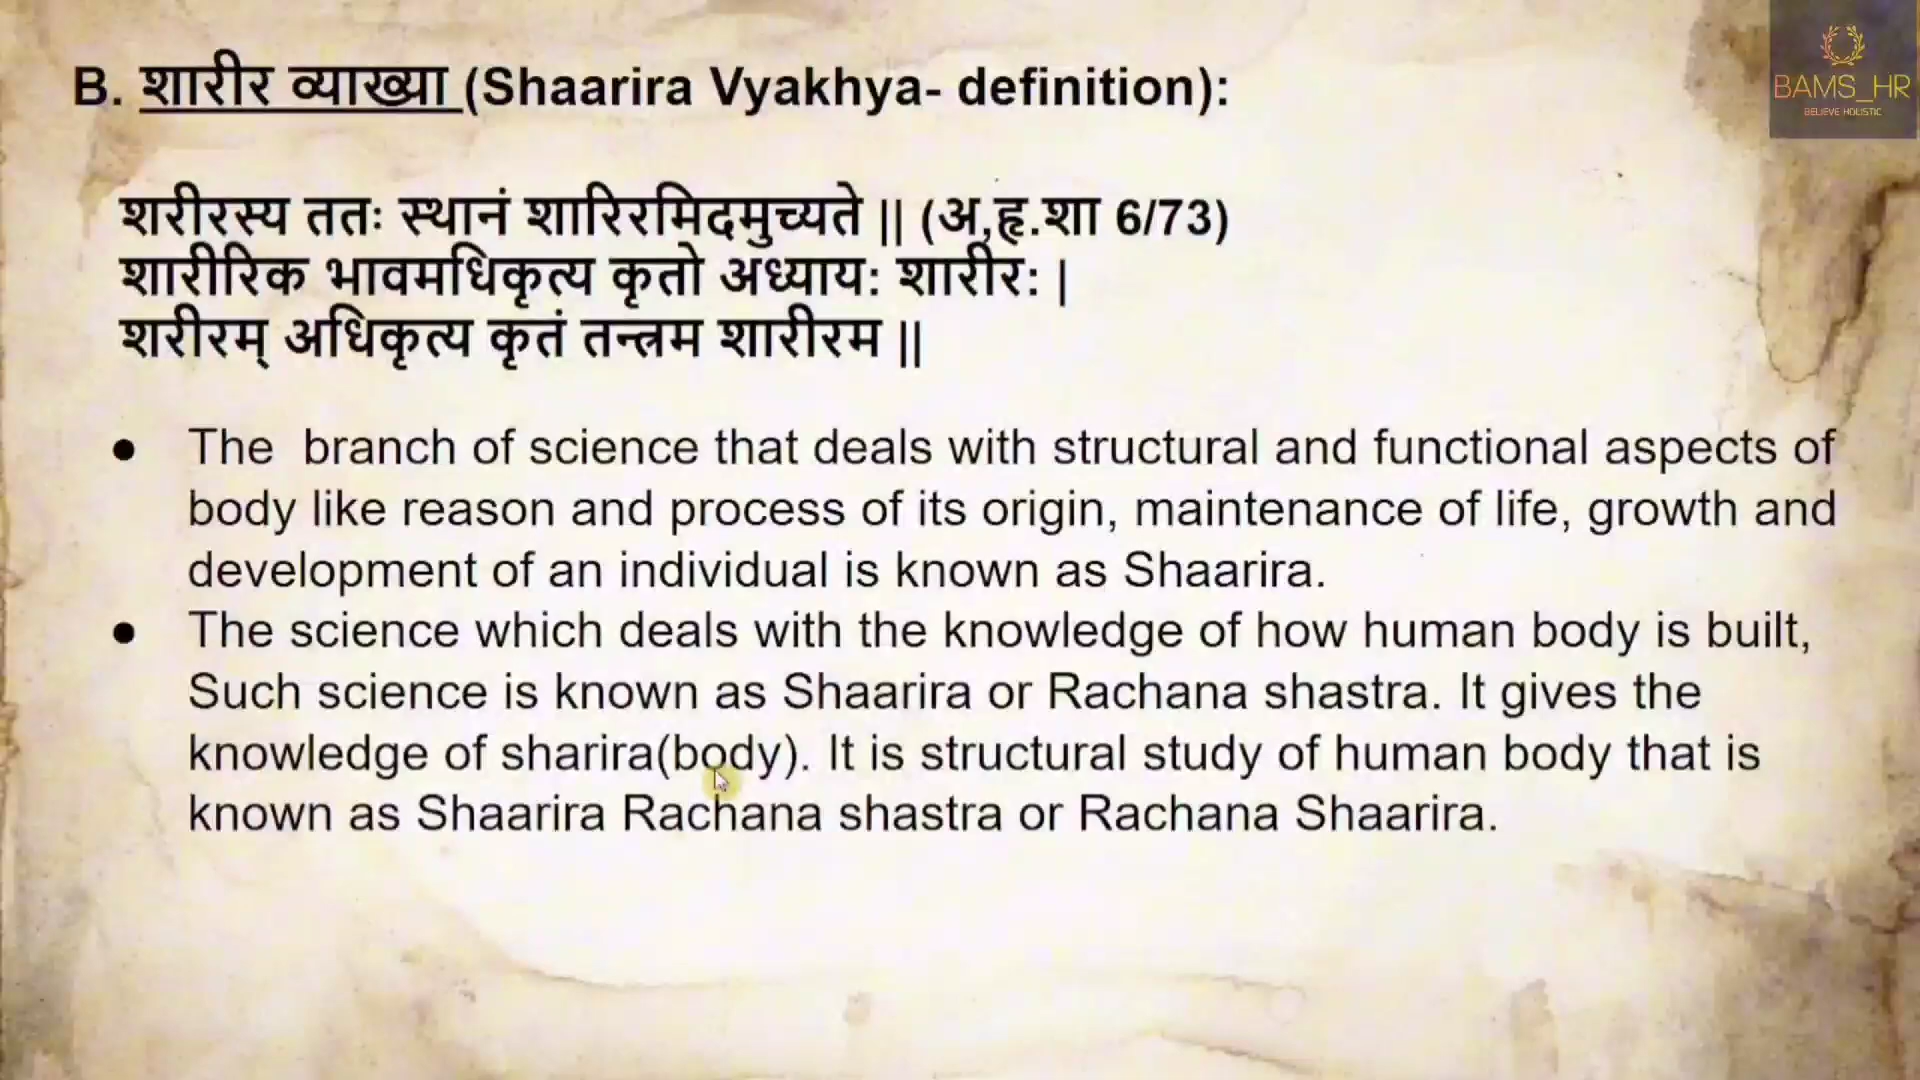 B. शारीर व्याख्या (Shaarira Vyakhya- definition):
BAMS_HR
BELIEVE HOLISTIC
शरीरस्य ततः स्थानं शारिरमिदमुच्यते || (अ,हृ.शा 6/73)
शारीरिक भावमधिकृत्य कृतो अध्याय: शारीर: |
शरीरम् अधिकृत्य कृतं तन्त्रम शारीरम ||
● The branch of science that deals with structural and functional aspects of
body like reason and process of its origin, maintenance of life, growth and
development of an individual is known as Shaarira.
● The science which deals with the knowledge of how human body is built,
Such science is known as Shaarira or Rachana shastra. It gives the
knowledge of sharira(body). It is structural study of human body that is
known as Shaarira Rachana shastra or Rachana Shaarira.